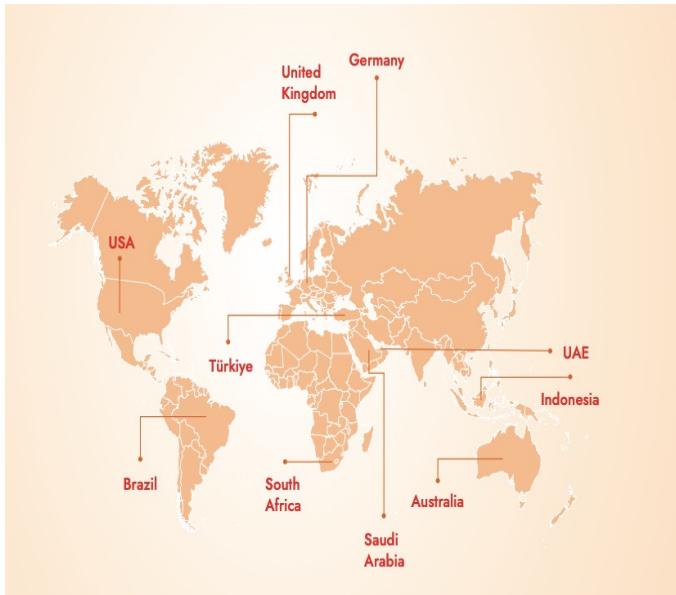 Germany
United
Kingdom
USA
Türkiye
UAE
Indonesia
Brazil
South
Africa
Australia
Saudi
Arabia